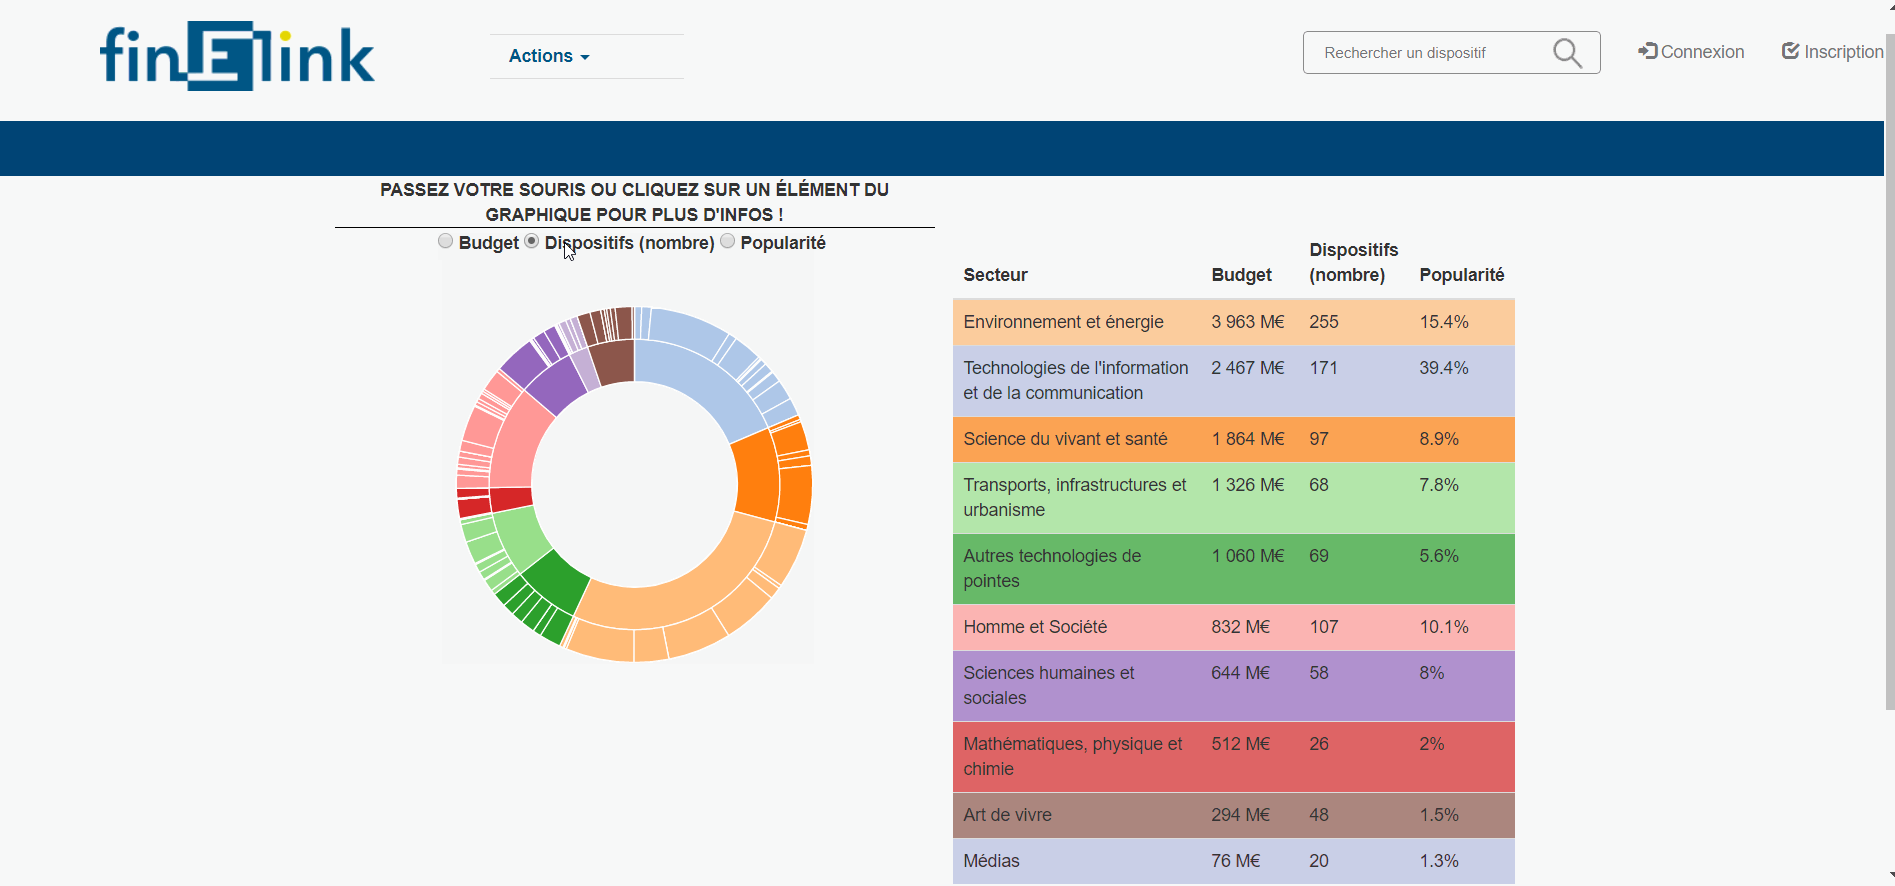 finElink
Actions
Rechercher un dispositif
Connexion
Inscription
PASSEZ VOTRE SOURIS OU CLIQUEZ SUR UN ÉLÉMENT DU
GRAPHIQUE POUR PLUS D'INFOS !
Budget Dispositifs (nombre) Popularité
Dispositifs
Secteur Budget (nombre) Popularité
Environnement et énergie 3 963 M€ 255 15.4%
Technologies de l'information 2 467 M€ 171 39.4%
et de la communication
Science du vivant et santé 1 864 M€ 97 8.9%
Transports, infrastructures et 1 326 M€ 68 7.8%
urbanisme
Autres technologies de 1 060 M€ 69 5.6%
pointes
Homme et Société 832 M€ 107 10.1%
Sciences humaines et 644 M€ 58 8%
sociales
Mathématiques, physique et 512 M€ 26 2%
chimie
Art de vivre 294 M€ 48 1.5%
Médias 76 M€ 20 1.3%